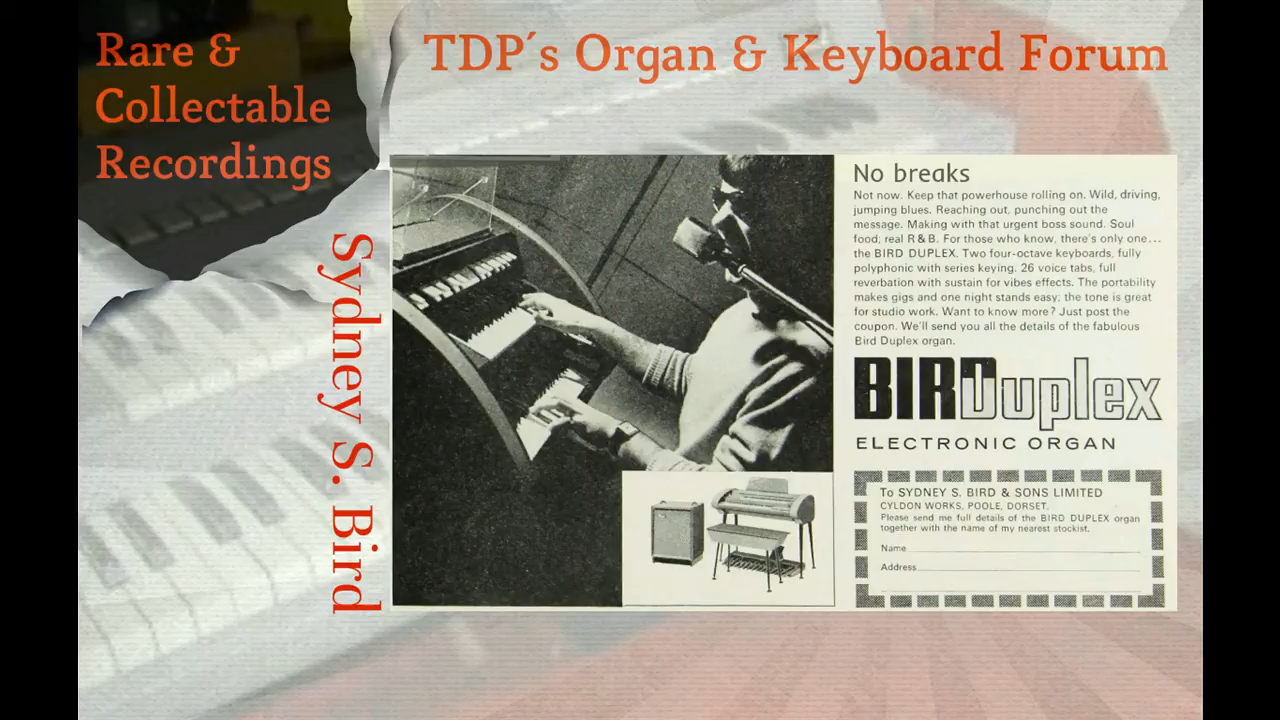 Rare &
Collectable
Recordings
TDP´s Organ & Keyboard Forum
Sydney S. Bird
No breaks
Not now. Keep that powerhouse rolling on. Wild, driving,
jumping blues. Reaching out, punching out the
message. Making with that urgent boss sound. Soul
food; real R & B. For those who know, there's only one...
the BIRD DUPLEX. Two four-octave keyboards, fully
polyphonic with series keying. 26 voice tabs, full
reverbation with sustain for vibes effects. The portability
makes gigs and one night stands easy; the tone is great
for studio work. Want to know more? Just post the
coupon. We'll send you all the details of the fabulous
Bird Duplex organ.
BIRDuplex
ELECTRONIC ORGAN
To SYDNEY S. BIRD & SONS LIMITED
CYLDON WORKS, POOLE, DORSET.
Please send me full details of the BIRD DUPLEX organ
together with the name of my nearest stockist.
Name
Address